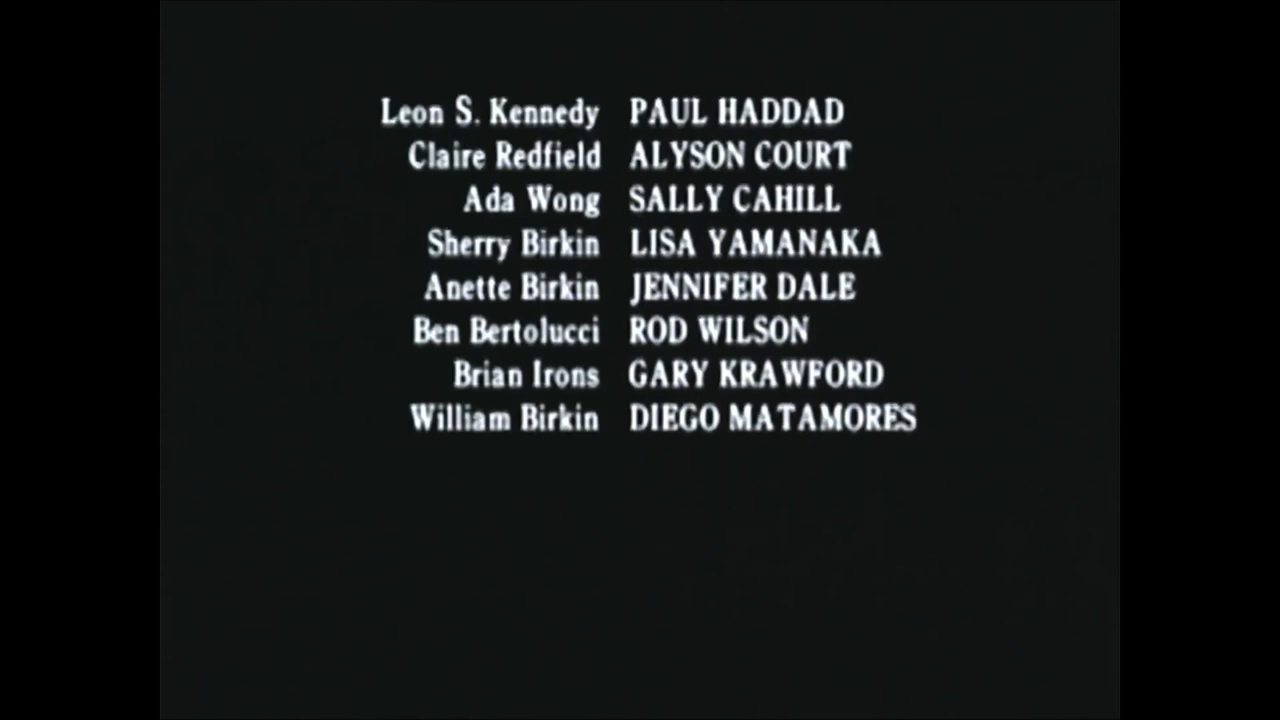 Leon S. Kennedy PAUL HADDAD
Claire Redfield ALYSON COURT
Ada Wong SALLY CAHILL
Sherry Birkin LISA YAMANAKA
Anette Birkin JENNIFER DALE
Ben Bertolucci ROD WILSON
Brian Irons GARY KRAWFORD
William Birkin DIEGO MATAMORES